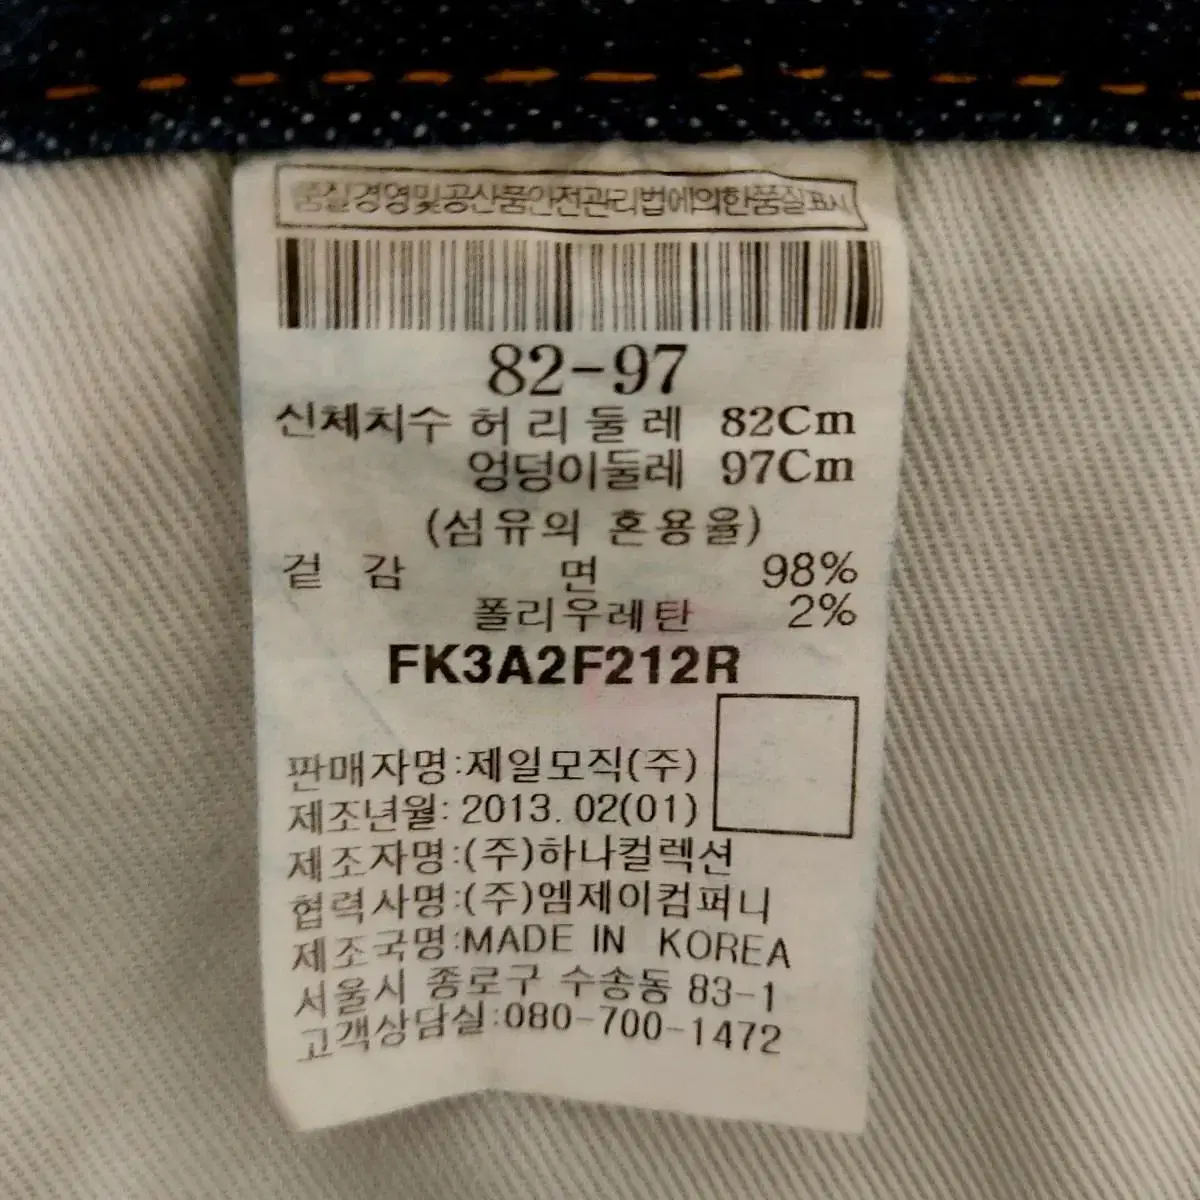 품질경영및공산품안전관리법에의한품질표시
82-97
신체치수 허리둘레 82Cm
엉덩이둘레 97Cm
(섬유의 혼용율)
겉감 면 98%
폴리우레탄 2%
FK3A2F212R
판매자명:제일모직(주)
제조년월:2013.02(01)
제조자명:(주)하나컬렉션
협력사명:(주)엠제이컴퍼니
제조국명:MADE IN KOREA
서울시 종로구 수송동 83-1
고객상담실:080-700-1472